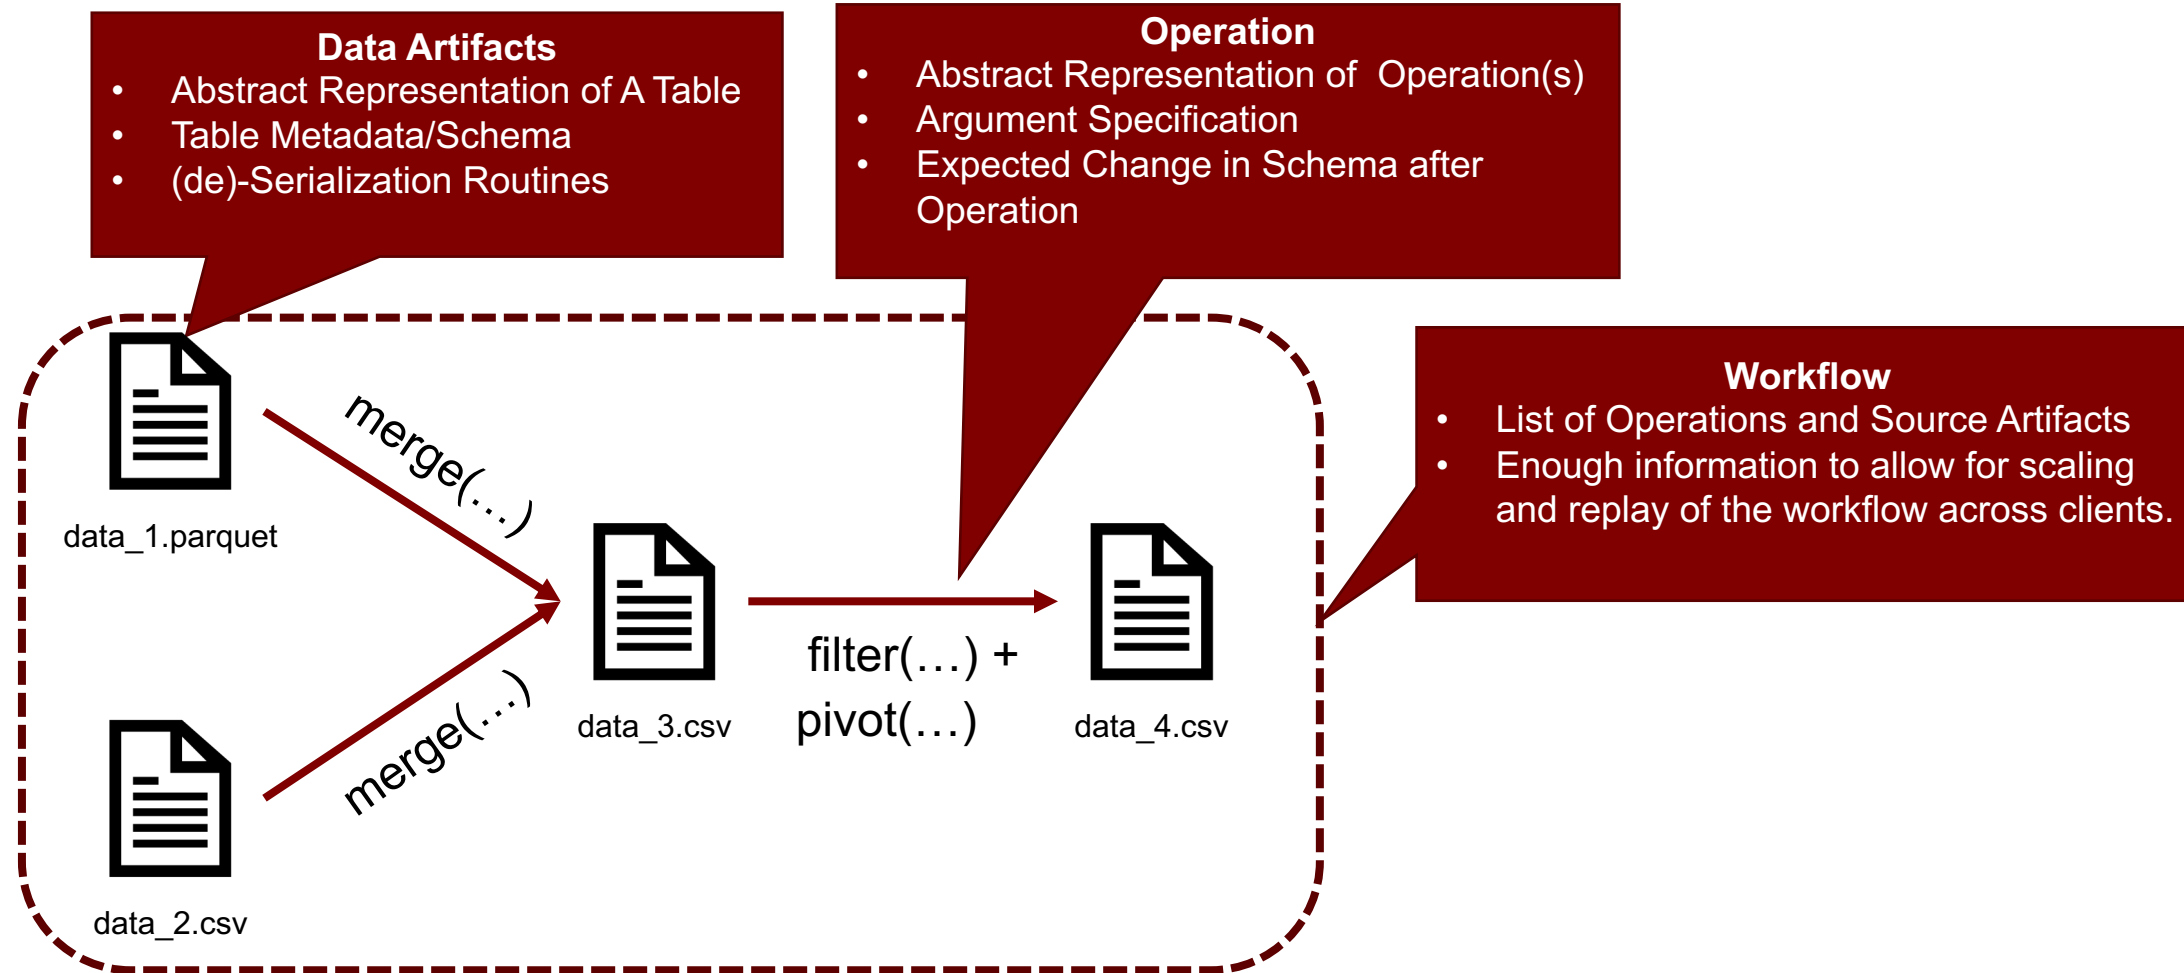 Data Artifacts
• Abstract Representation of A Table
• Table Metadata/Schema
• (de)-Serialization Routines
Operation
• Abstract Representation of  Operation(s)
• Argument Specification
• Expected Change in Schema after
Operation
Workflow
• List of Operations and Source Artifacts
• Enough information to allow for scaling
and replay of the workflow across clients.
data_1.parquet
merge(…)
data_2.csv
merge(…)
data_3.csv
filter(…) +
pivot(…)
data_4.csv